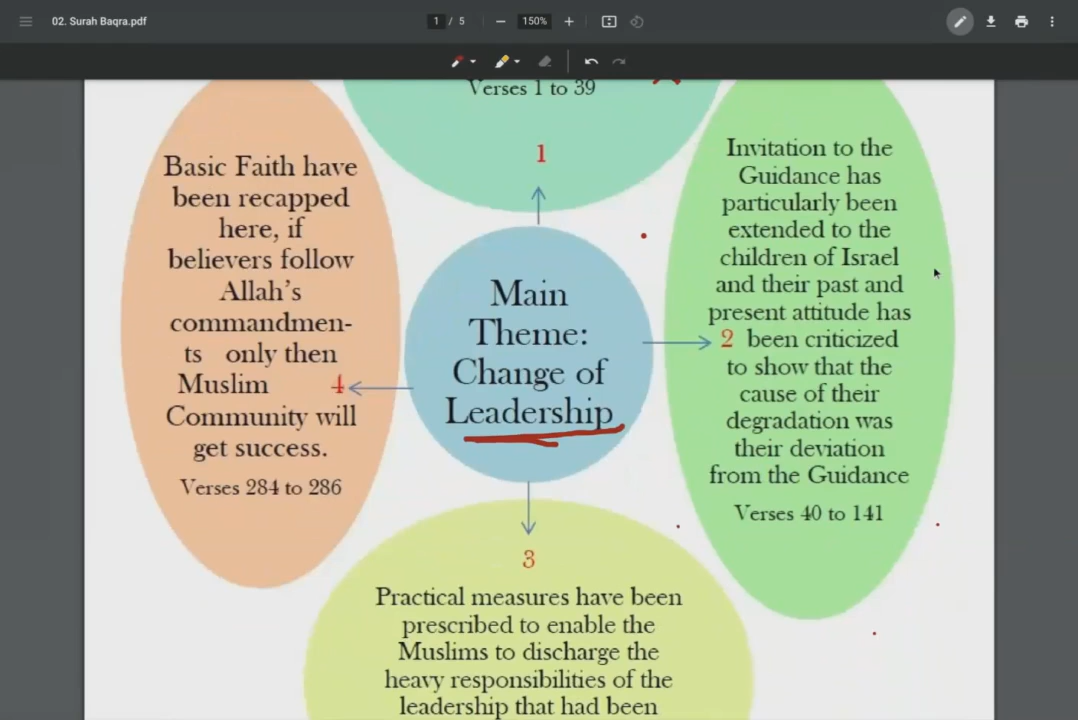 02. Surah Baqra.pdf
1 / 5
150%
Verses 1 to 39
1
Basic Faith have
been recapped
here, if
believers follow
Allah's
commandmen-
ts only then
Muslim 4
Community will
get success.
Verses 284 to 286
Main
Theme:
Change of
Leadership
Invitation to the
Guidance has
particularly been
extended to the
children of Israel
and their past and
present attitude has
2 been criticized
to show that the
cause of their
degradation was
their deviation
from the Guidance
Verses 40 to 141
3
Practical measures have been
prescribed to enable the
Muslims to discharge the
heavy responsibilities of the
leadership that had been